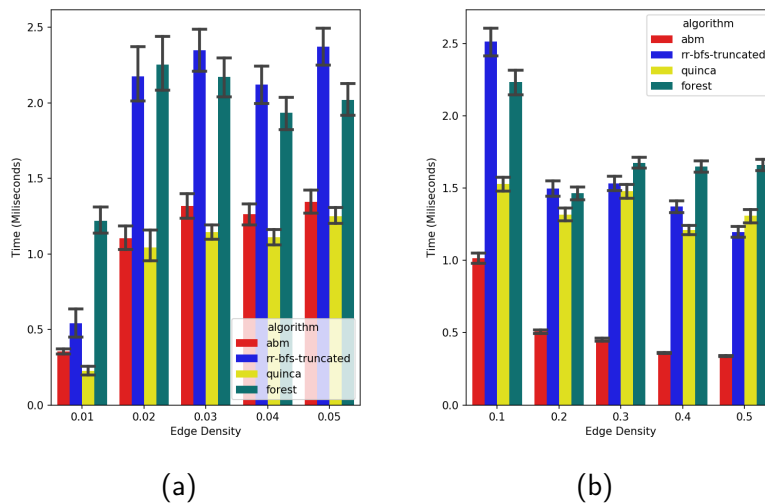 2.5
2.0
1.5
1.0
0.5
0.0
Time (Miliseconds)
algorithm
abm
rr-bfs-truncated
quinca
forest
0.01 0.02 0.03 0.04 0.05
Edge Density
(a)
2.5
2.0
1.5
1.0
0.5
0.0
Time (Miliseconds)
algorithm
abm
rr-bfs-truncated
quinca
forest
0.1 0.2 0.3 0.4 0.5
Edge Density
(b)